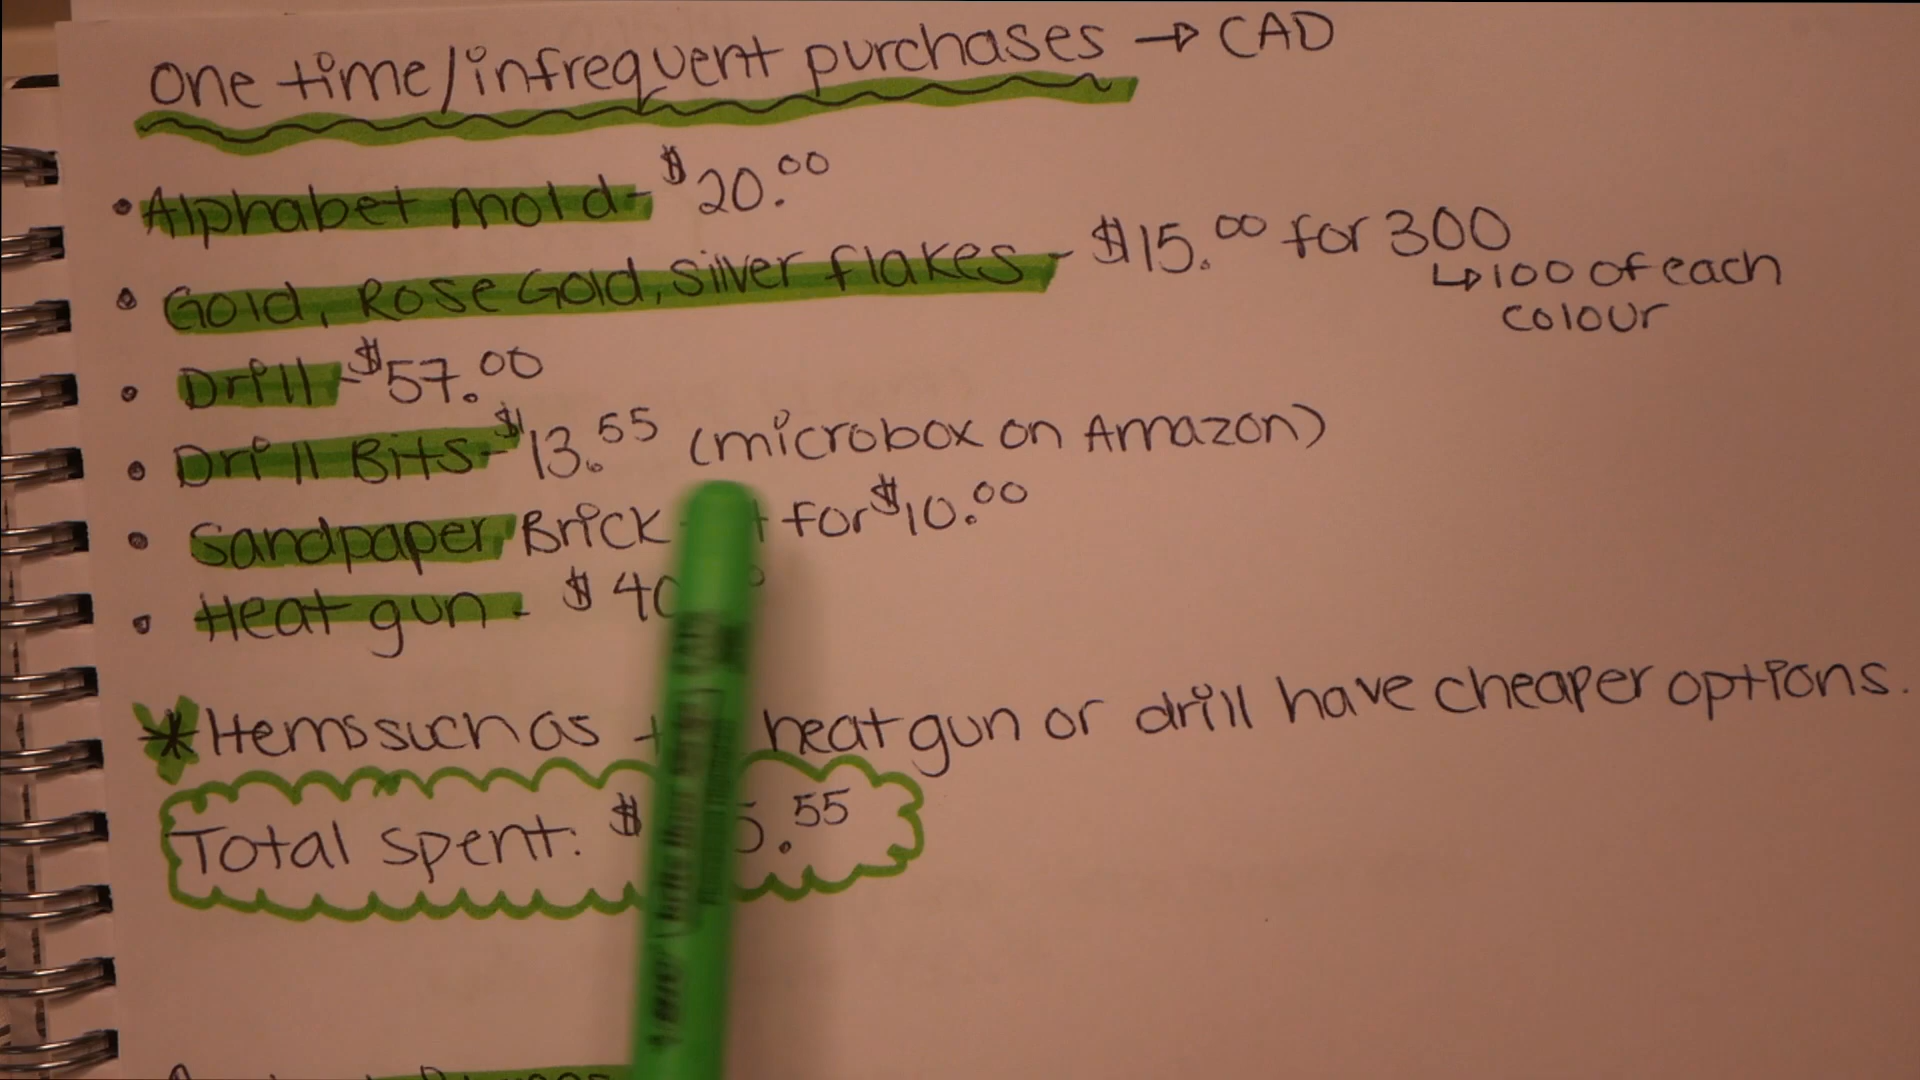 One time/infrequent purchases → CAD
• Alphabet mold - $20.00
• Gold, Rose Gold, Silver flakes - $15.00 for 300
↳ 100 of each
colour
• Drill - $57.00
• Drill Bits - $13.55 (microbox on Amazon)
• Sandpaper Brick - for $10.00
• Heat gun - $
* Items such as heat gun or drill have cheaper options.
Total spent: $